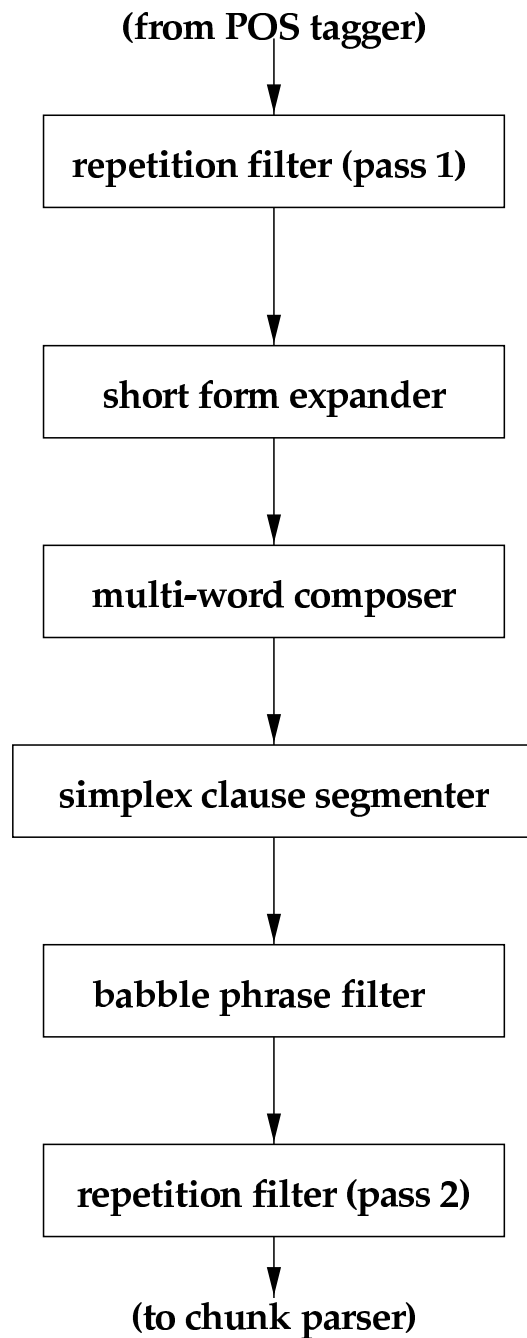 (from POS tagger)
repetition filter (pass 1)
short form expander
multi-word composer
simplex clause segmenter
babble phrase filter
repetition filter (pass 2)
(to chunk parser)